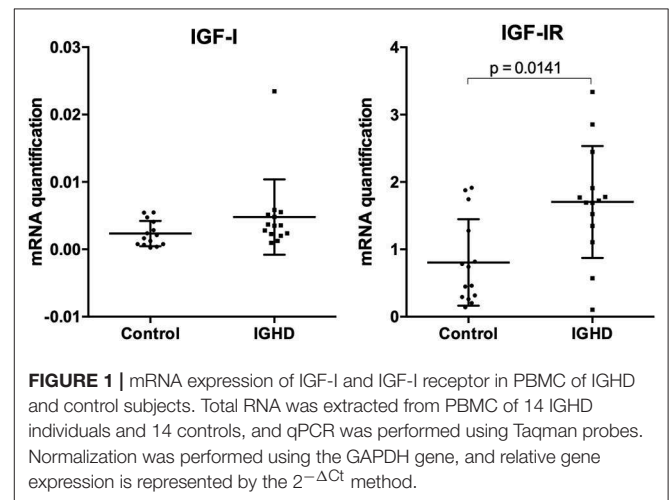 IGF-I
IGF-IR
p = 0.0141
mRNA quantification
0.03
0.02
0.01
0.00
-0.01
Control
IGHD
mRNA quantification
4
3
2
1
0
Control
IGHD
FIGURE 1 | mRNA expression of IGF-I and IGF-I receptor in PBMC of IGHD
and control subjects. Total RNA was extracted from PBMC of 14 IGHD
individuals and 14 controls, and qPCR was performed using Taqman probes.
Normalization was performed using the GAPDH gene, and relative gene
expression is represented by the 2−ΔCt method.